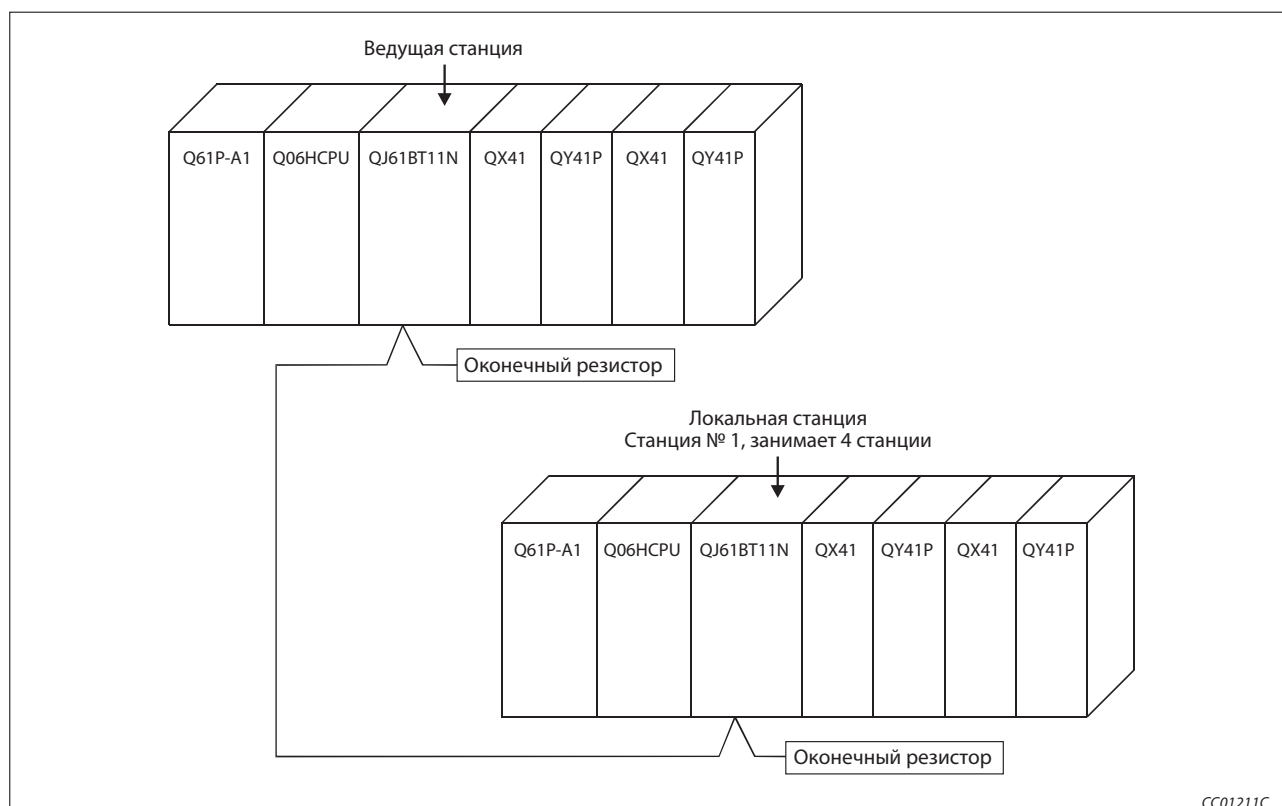 Ведущая станция
Q61P-A1 Q06HCPU QJ61BT11N QX41 QY41P QX41 QY41P
Оконечный резистор
Локальная станция
Станция № 1, занимает 4 станции
Q61P-A1 Q06HCPU QJ61BT11N QX41 QY41P QX41 QY41P
Оконечный резистор
CC01211C